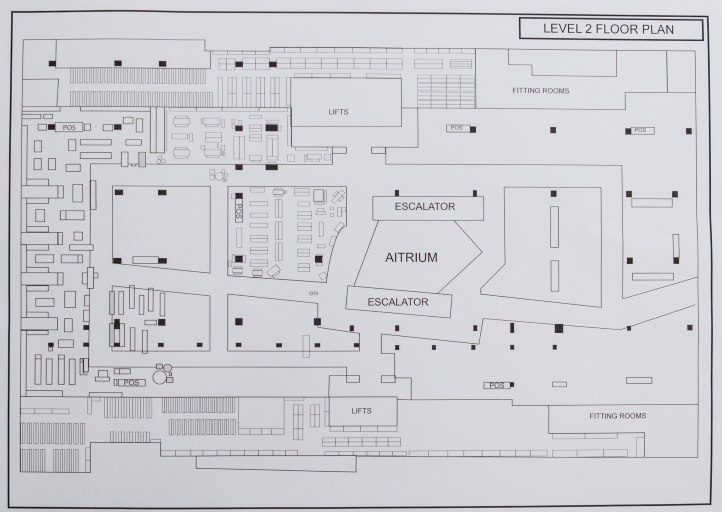 LEVEL 2 FLOOR PLAN
FITTING ROOMS
LIFTS
POS
POS
POS
ESCALATOR
POS
AITRIUM
ESCALATOR
POS
POS
LIFTS
FITTING ROOMS